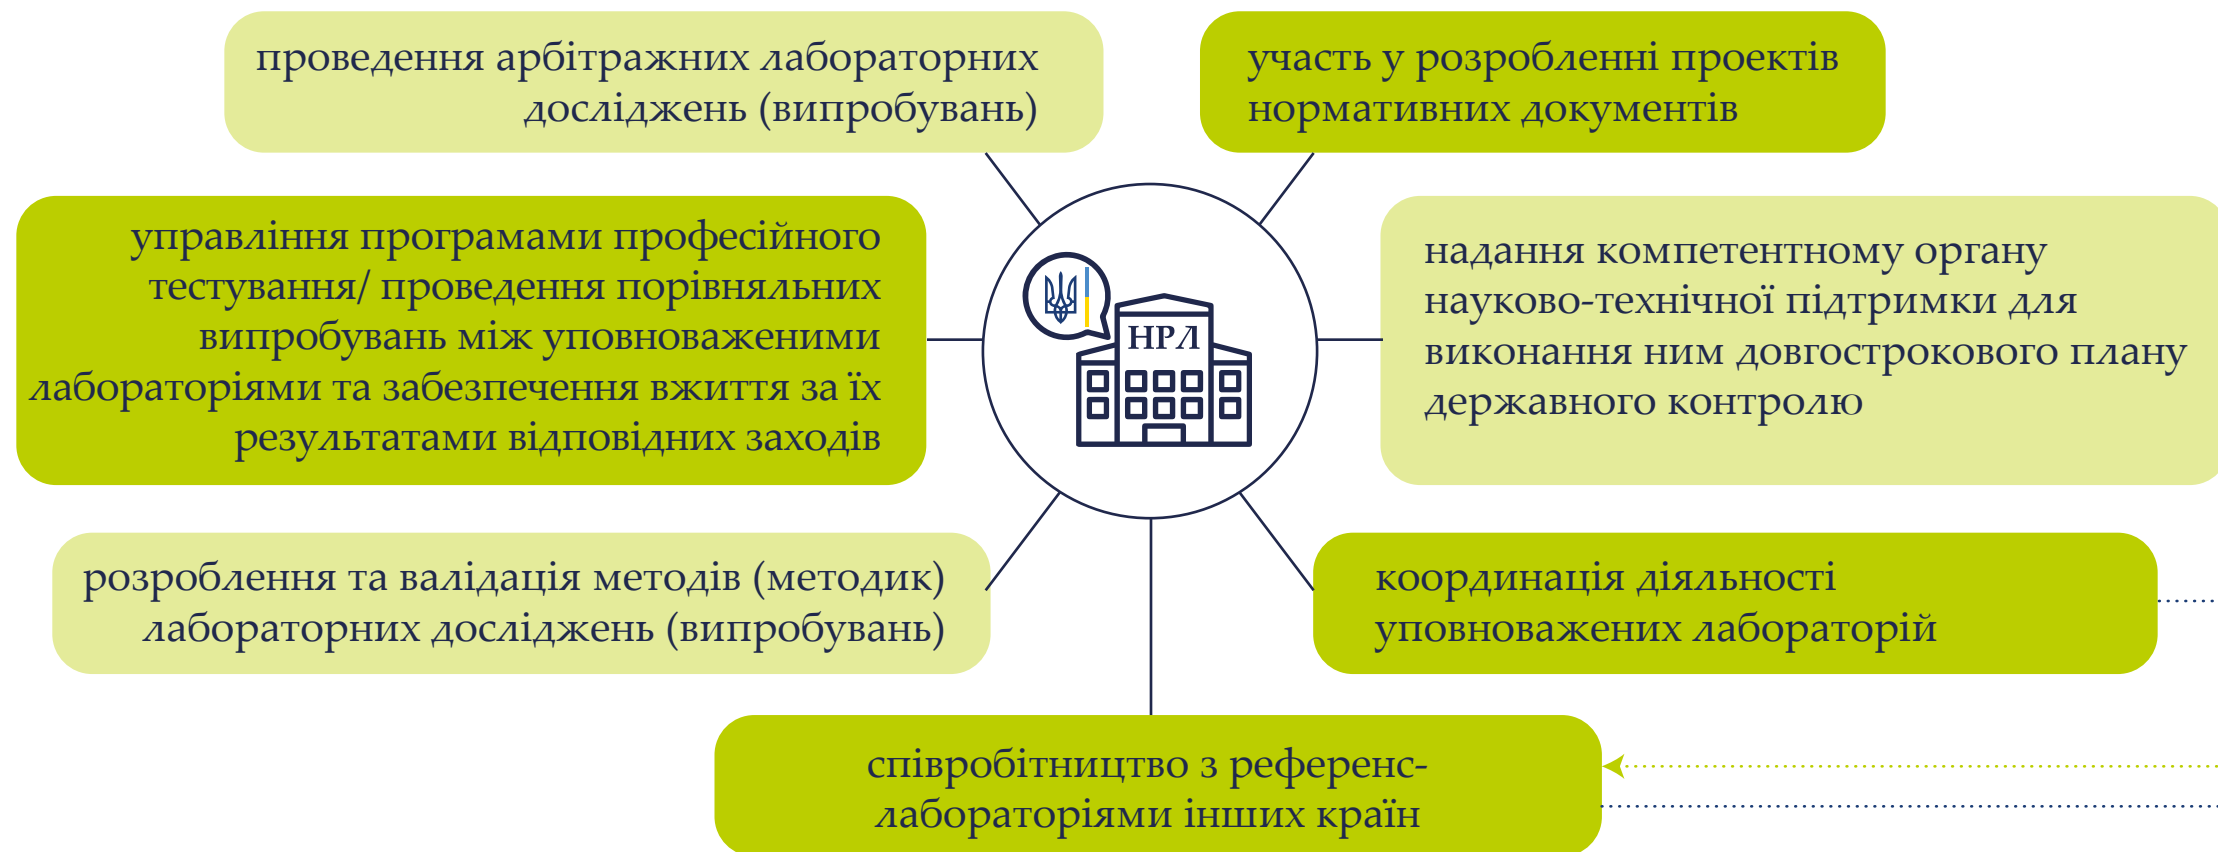 проведення арбітражних лабораторних
досліджень (випробувань)
участь у розробленні проектів
нормативних документів
управління програмами професійного
тестування/ проведення порівняльних
випробувань між уповноваженими
лабораторіями та забезпечення вжиття за їх
результатами відповідних заходів
НРЛ
надання компетентному органу
науково-технічної підтримки для
виконання ним довгострокового плану
державного контролю
розроблення та валідація методів (методик)
лабораторних досліджень (випробувань)
координація діяльності
уповноважених лабораторій
співробітництво з референс-
лабораторіями інших країн